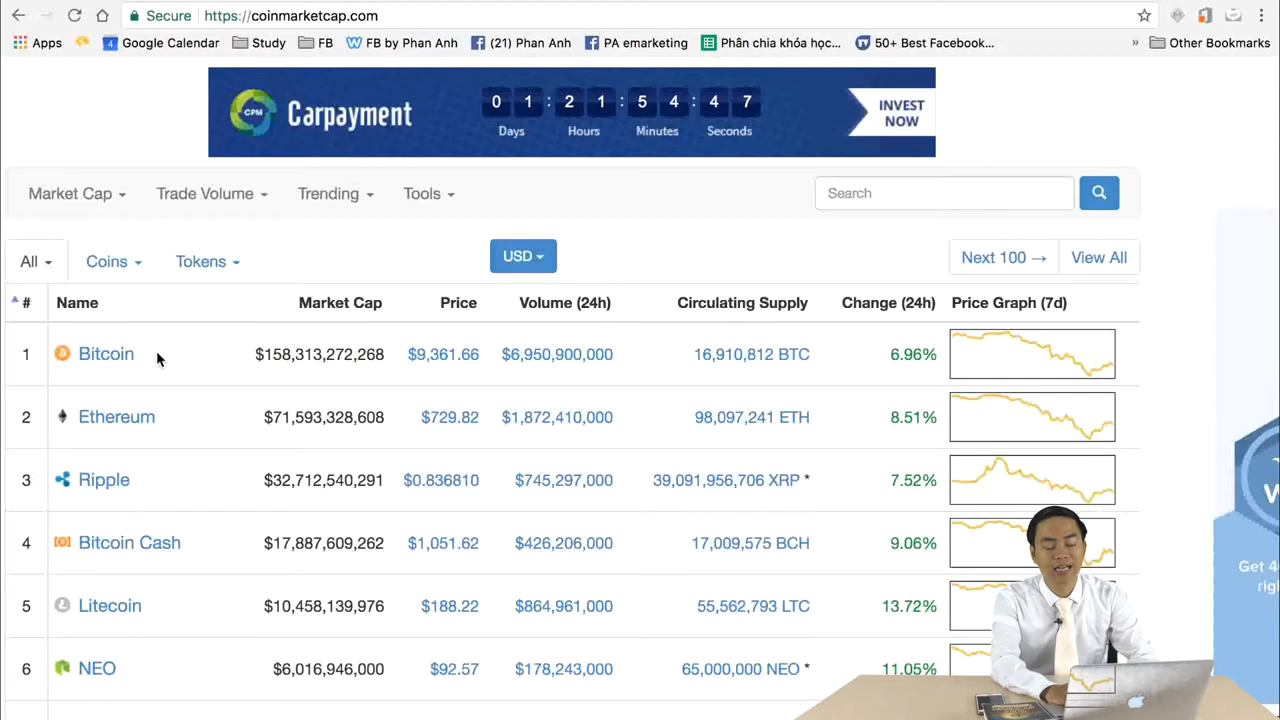 Secure https://coinmarketcap.com
Apps 4 Google Calendar Study FB FB by Phan Anh (21) Phan Anh PA emarketing Phân chia khóa học... 50+ Best Facebook... » Other Bookmarks
CPM Carpayment 0 1 : 2 1 : 5 4 : 4 7 INVEST NOW
Days Hours Minutes Seconds
Market Cap Trade Volume Trending Tools Search
All Coins Tokens USD Next 100 → View All
# Name Market Cap Price Volume (24h) Circulating Supply Change (24h) Price Graph (7d)
1 Bitcoin $158,313,272,268 $9,361.66 $6,950,900,000 16,910,812 BTC 6.96%
2 Ethereum $71,593,328,608 $729.82 $1,872,410,000 98,097,241 ETH 8.51%
3 Ripple $32,712,540,291 $0.836810 $745,297,000 39,091,956,706 XRP * 7.52%
4 Bitcoin Cash $17,887,609,262 $1,051.62 $426,206,000 17,009,575 BCH 9.06%
5 Litecoin $10,458,139,976 $188.22 $864,961,000 55,562,793 LTC 13.72%
6 NEO $6,016,946,000 $92.57 $178,243,000 65,000,000 NEO * 11.05%
Get